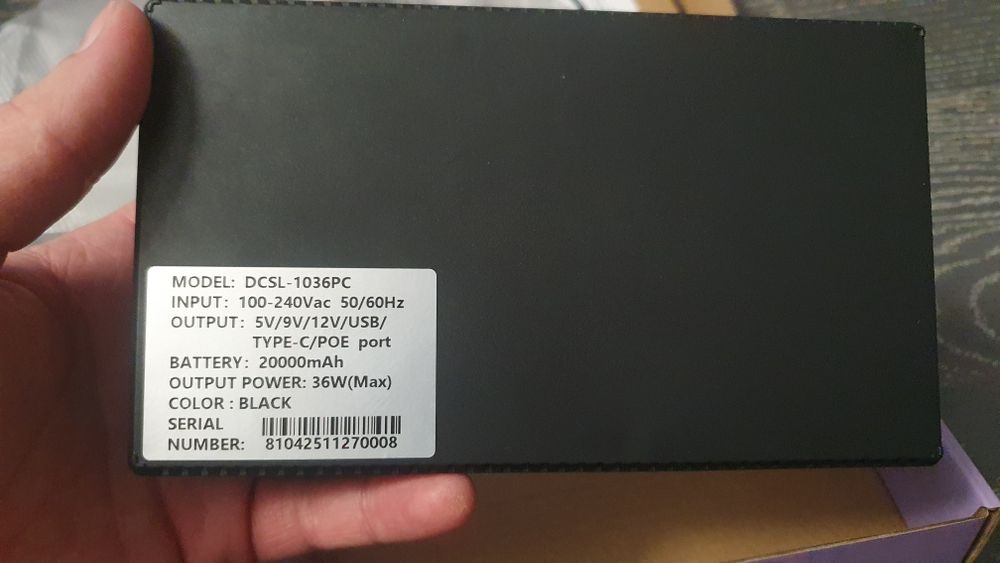 MODEL: DCSL-1036PC
INPUT: 100-240Vac 50/60Hz
OUTPUT: 5V/9V/12V/USB/
TYPE-C/POE port
BATTERY: 20000mAh
OUTPUT POWER: 36W(Max)
COLOR : BLACK
SERIAL
NUMBER: 81042511270008